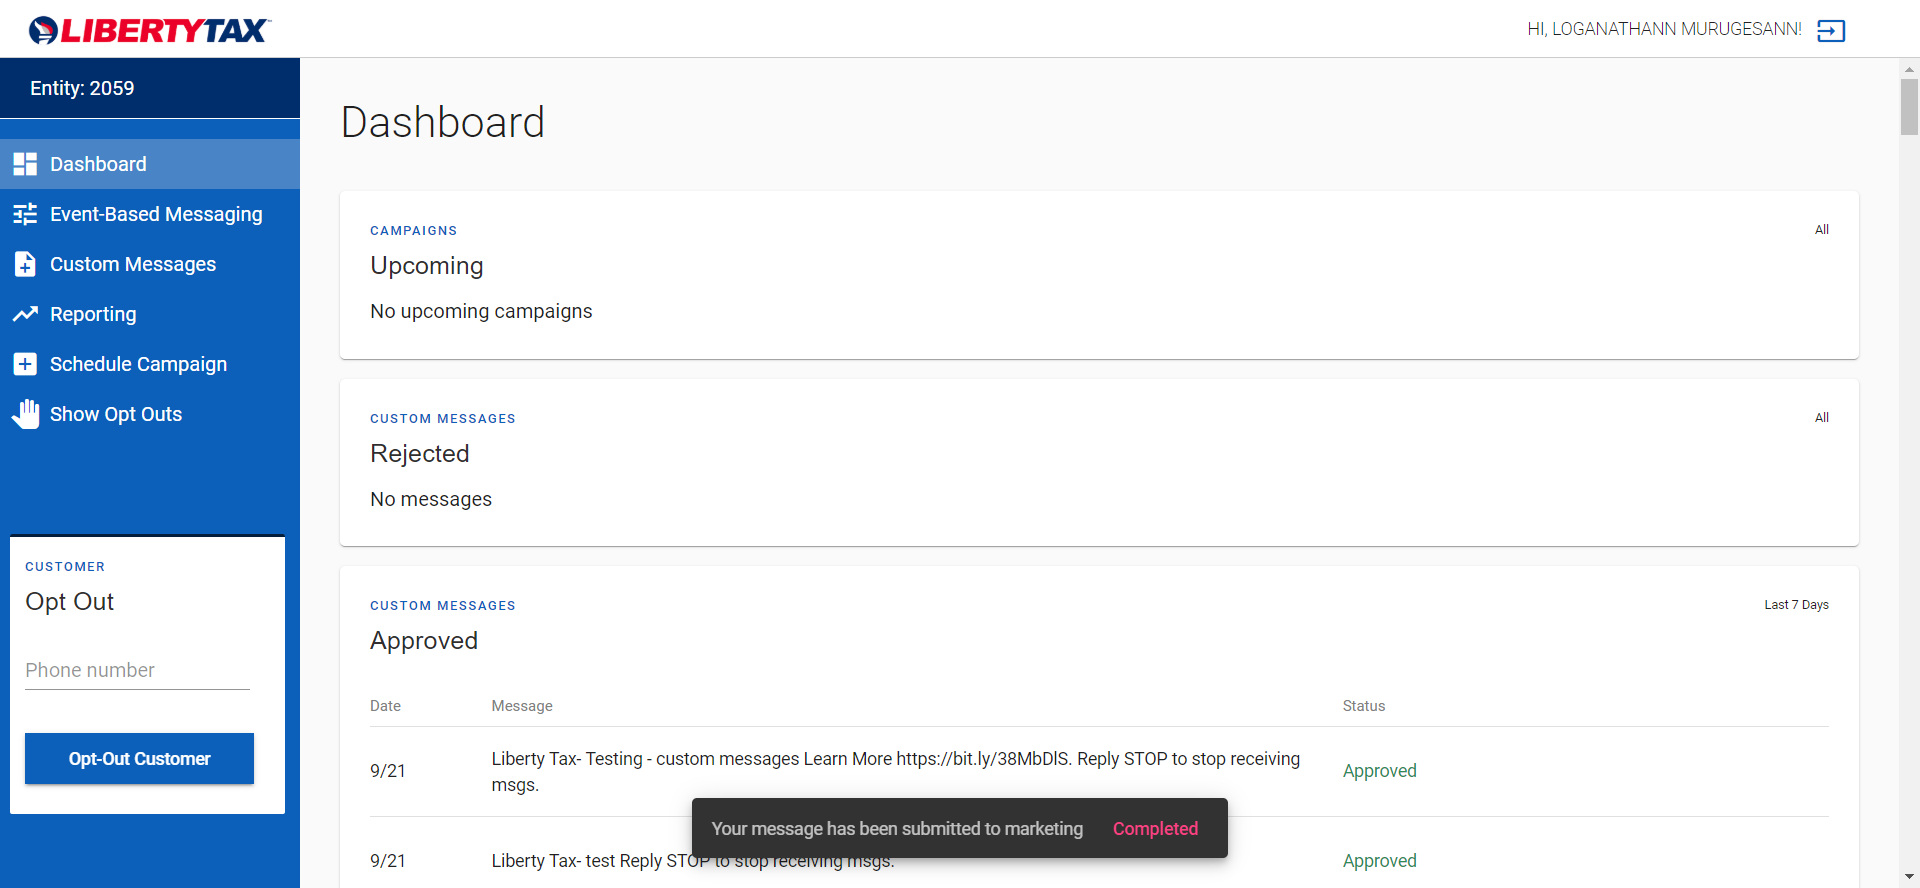 LIBERTYTAX
HI, LOGANATHANN MURUGESANN!
Entity: 2059
Dashboard
Event-Based Messaging
Custom Messages
Reporting
Schedule Campaign
Show Opt Outs
CUSTOMER
Opt Out
Phone number
Opt-Out Customer
Dashboard
CAMPAIGNS
All
Upcoming
No upcoming campaigns
CUSTOM MESSAGES
All
Rejected
No messages
CUSTOM MESSAGES
Last 7 Days
Approved
Date Message Status
9/21 Liberty Tax- Testing - custom messages Learn More https://bit.ly/38MbDlS. Reply STOP to stop receiving Approved
msgs.
9/21 Liberty Tax- test Reply STOP to stop receiving msgs. Approved
Your message has been submitted to marketing Completed